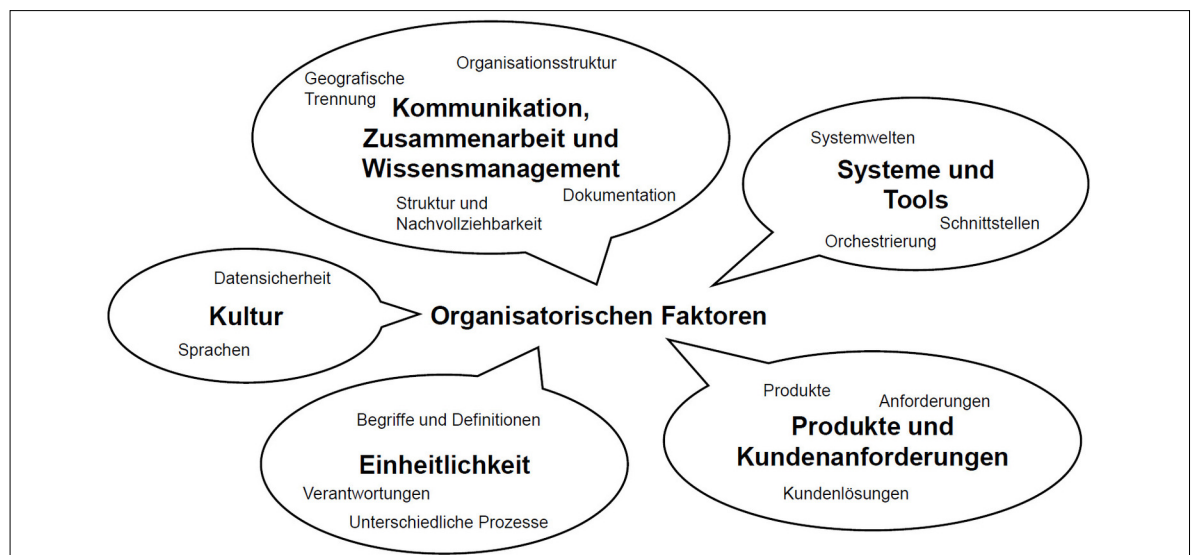 Organisationsstruktur
Geografische
Trennung
Kommunikation,
Zusammenarbeit und
Wissensmanagement
Dokumentation
Struktur und
Nachvollziehbarkeit
Systemwelten
Systeme und
Tools
Schnittstellen
Orchestrierung
Datensicherheit
Kultur
Sprachen
Organisatorischen Faktoren
Begriffe und Definitionen
Einheitlichkeit
Verantwortungen
Unterschiedliche Prozesse
Produkte
Anforderungen
Produkte und
Kundenanforderungen
Kundenlösungen